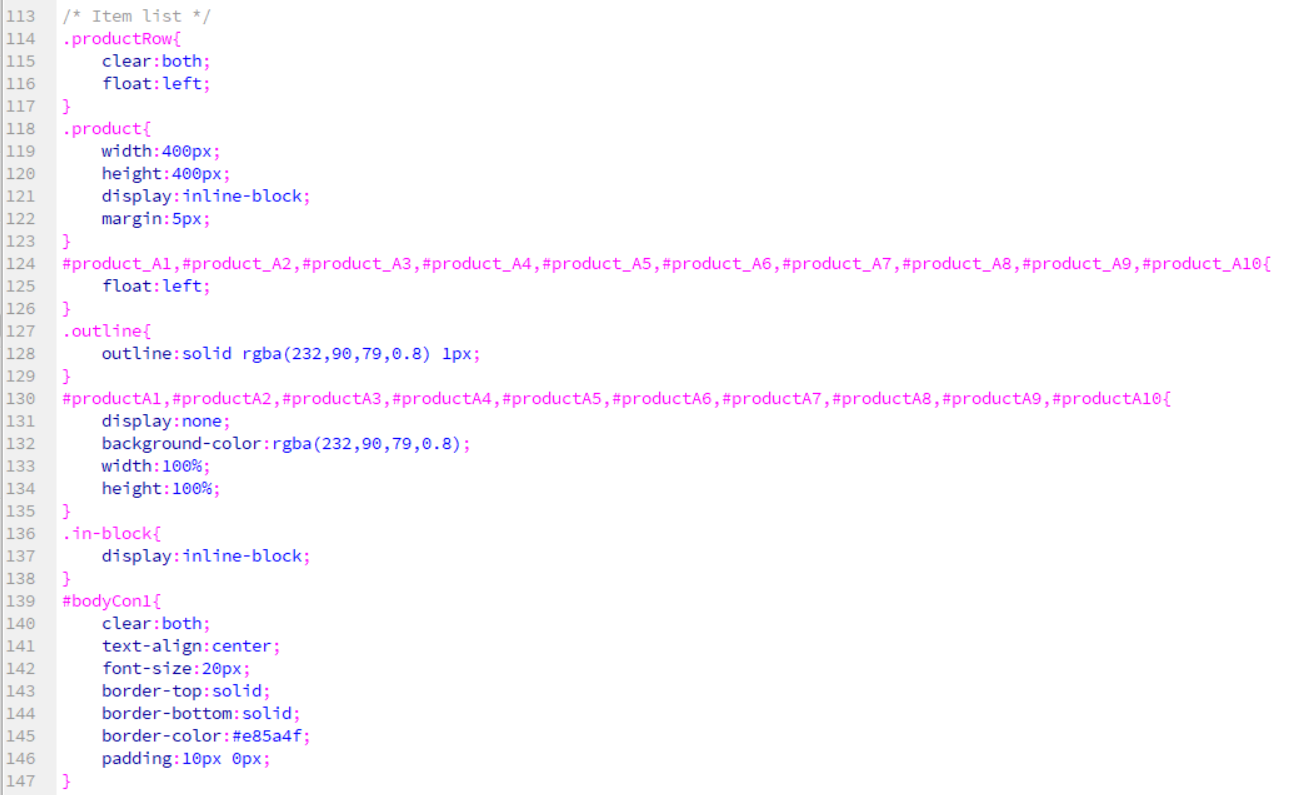 113 /* Item list */
114 .productRow{
115     clear:both;
116     float:left;
117 }
118 .product{
119     width:400px;
120     height:400px;
121     display:inline-block;
122     margin:5px;
123 }
124 #product_A1,#product_A2,#product_A3,#product_A4,#product_A5,#product_A6,#product_A7,#product_A8,#product_A9,#product_A10{
125     float:left;
126 }
127 .outline{
128     outline:solid rgba(232,90,79,0.8) 1px;
129 }
130 #productA1,#productA2,#productA3,#productA4,#productA5,#productA6,#productA7,#productA8,#productA9,#productA10{
131     display:none;
132     background-color:rgba(232,90,79,0.8);
133     width:100%;
134     height:100%;
135 }
136 .in-block{
137     display:inline-block;
138 }
139 #bodyCon1{
140     clear:both;
141     text-align:center;
142     font-size:20px;
143     border-top:solid;
144     border-bottom:solid;
145     border-color:#e85a4f;
146     padding:10px 0px;
147 }